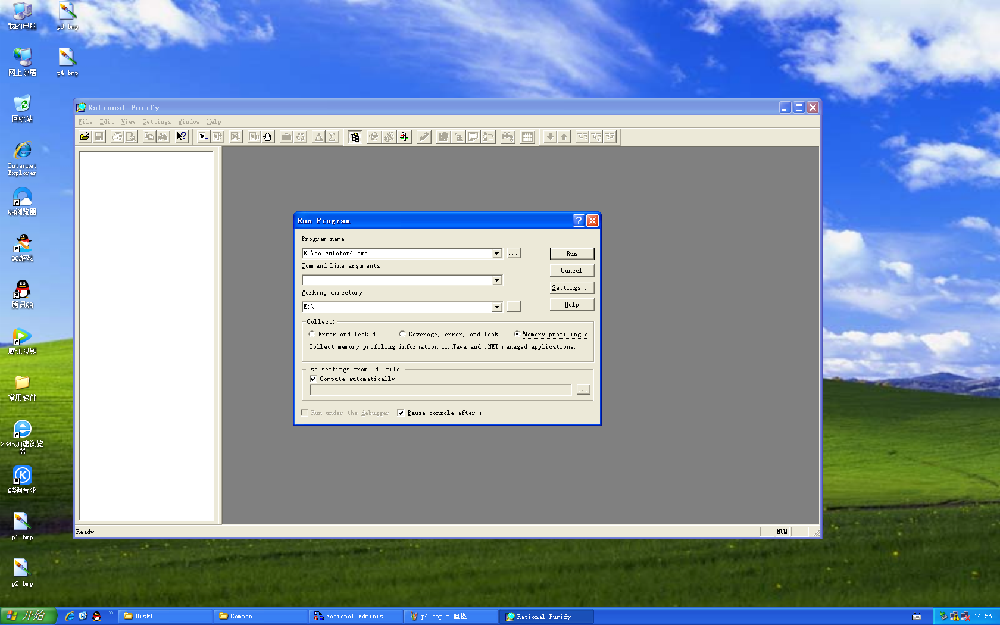 我的电脑
p3.bmp
网上邻居
p4.bmp
回收站
Internet
Explorer
QQ浏览器
QQ游戏
腾讯QQ
腾讯视频
常用软件
2345加速浏览
器
酷狗音乐
p1.bmp
p2.bmp
Rational Purify
File Edit View Settings Window Help
Run Program
Program name:
E:\calculator4.exe
...
Run
Command-line arguments:
Cancel
Working directory:
Settings...
E:\
...
Help
Collect:
Error and leak d
Coverage, error, and leak
Memory profiling
Collect memory profiling information in Java and .NET managed applications.
Use settings from INI file:
Compute automatically
...
Run under the debugger
Pause console after
Ready
NUM
开始
Disk1
Common
Rational Adminis...
p4.bmp - 画图
Rational Purify
14:56